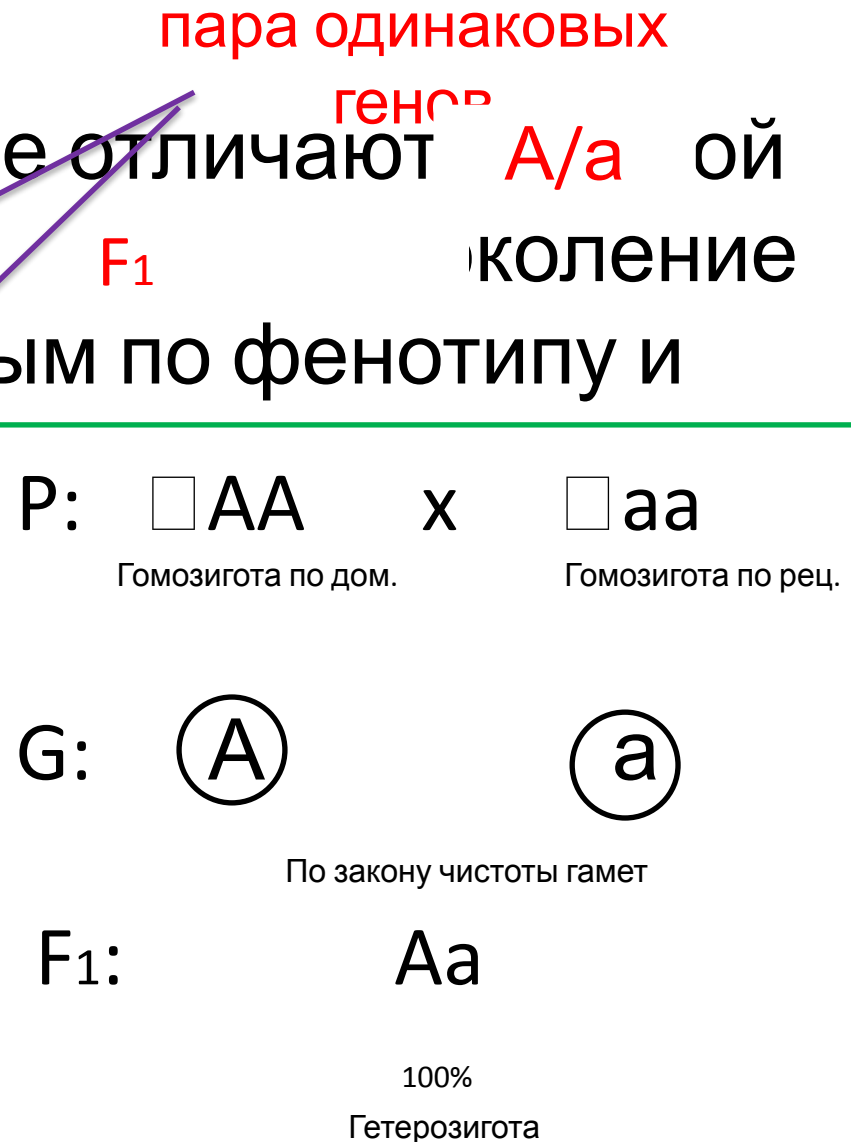 пара одинаковых
генов
е отличают A/a ой
F1 коление
ым по фенотипу и
P: □AA x □aa
Гомозигота по дом. Гомозигота по рец.
G: A a
По закону чистоты гамет
F1: Aa
100%
Гетерозигота